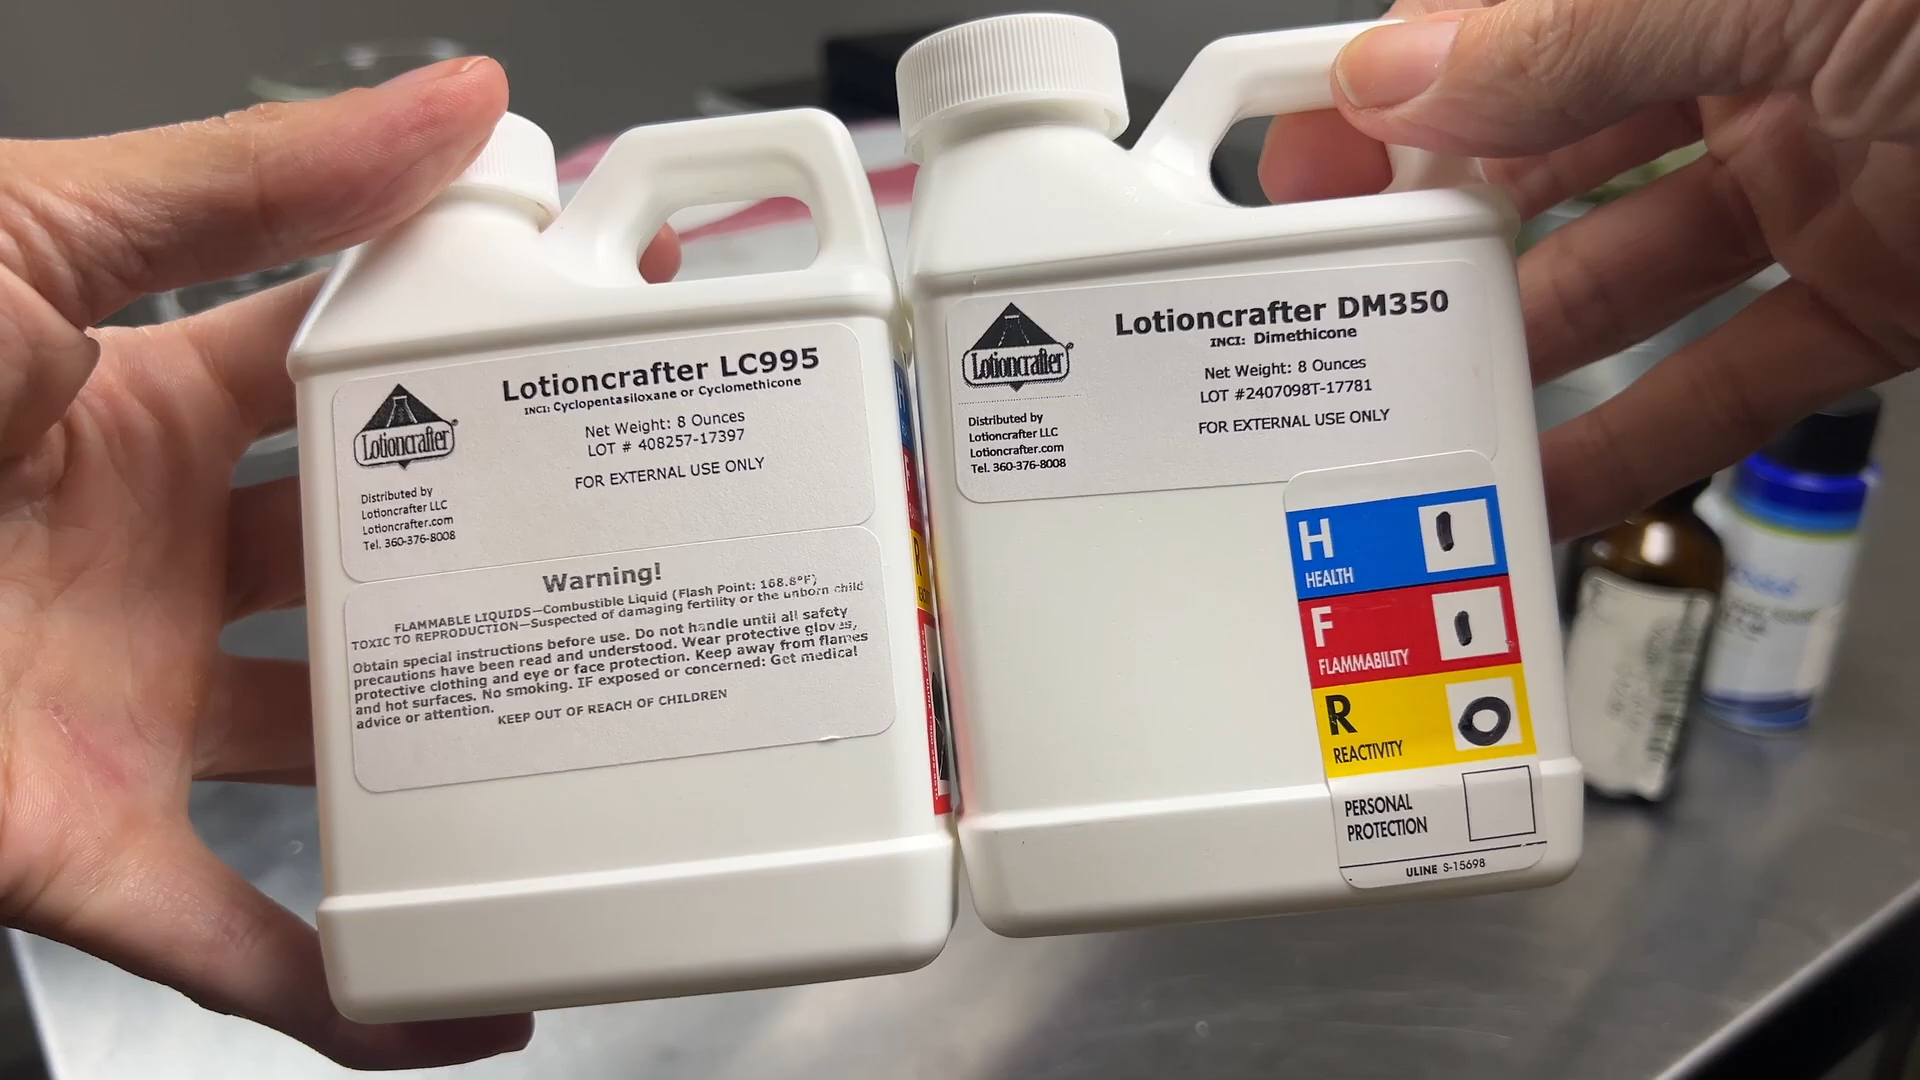 Lotioncrafter LC995
INCI: Cyclopentasiloxane or Cyclomethicone
Net Weight: 8 Ounces
LOT # 408257-17397
FOR EXTERNAL USE ONLY
Lotioncrafter
Distributed by
Lotioncrafter LLC
Lotioncrafter.com
Tel. 360-376-8008
Warning!
FLAMMABLE LIQUIDS—Combustible Liquid (Flash Point: 168.8°F)
TOXIC TO REPRODUCTION—Suspected of damaging fertility or the unborn child
Obtain special instructions before use. Do not handle until all safety
precautions have been read and understood. Wear protective gloves,
protective clothing and eye or face protection. Keep away from flames
and hot surfaces. No smoking. IF exposed or concerned: Get medical
advice or attention.
KEEP OUT OF REACH OF CHILDREN
H
R
Lotioncrafter DM350
INCI: Dimethicone
Net Weight: 8 Ounces
LOT #2407098T-17781
FOR EXTERNAL USE ONLY
Lotioncrafter
Distributed by
Lotioncrafter LLC
Lotioncrafter.com
Tel. 360-376-8008
H 1
HEALTH
F 1
FLAMMABILITY
R 0
REACTIVITY
PERSONAL
PROTECTION
ULINE S-15698